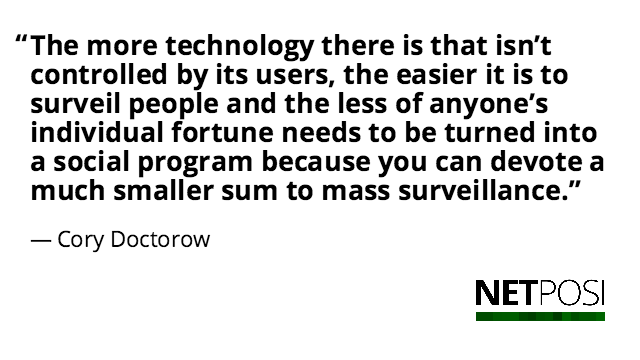 “The more technology there is that isn’t
controlled by its users, the easier it is to
surveil people and the less of anyone’s
individual fortune needs to be turned into
a social program because you can devote a
much smaller sum to mass surveillance.”
— Cory Doctorow
NETPOSI